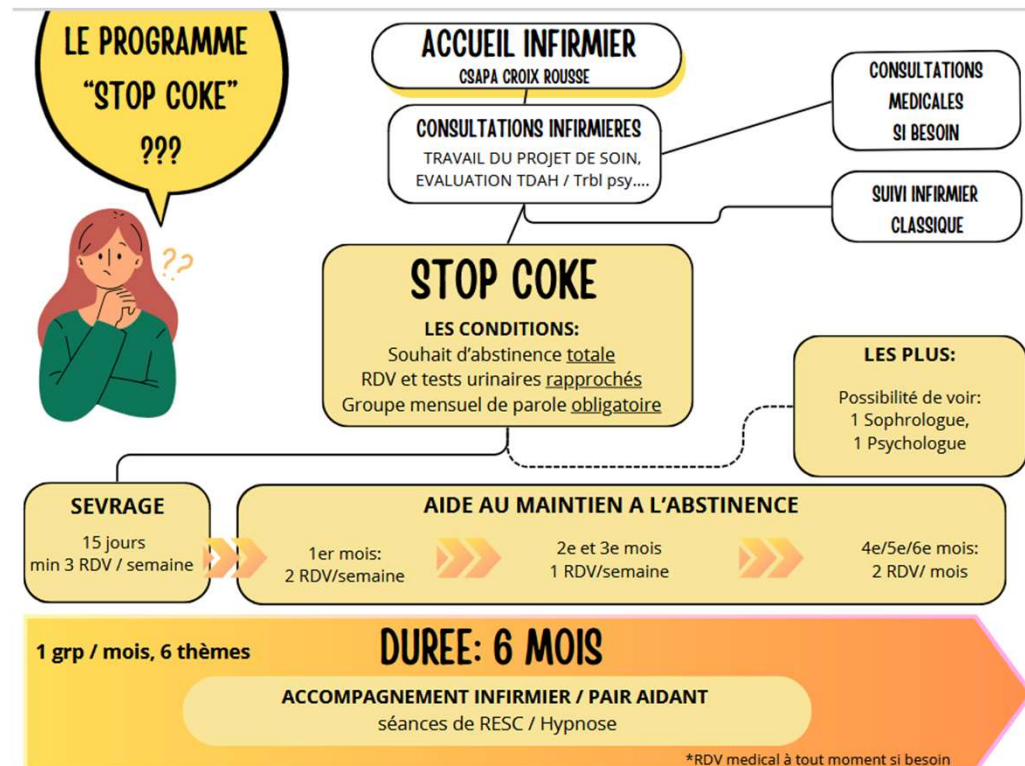 LE PROGRAMME
“STOP COKE”
???
??
ACCUEIL INFIRMIER
CSAPA CROIX ROUSSE
CONSULTATIONS INFIRMIERES
TRAVAIL DU PROJET DE SOIN,
EVALUATION TDAH / Trbl psy....
CONSULTATIONS
MEDICALES
SI BESOIN
SUIVI INFIRMIER
CLASSIQUE
STOP COKE
LES CONDITIONS:
Souhait d’abstinence totale
RDV et tests urinaires rapprochés
Groupe mensuel de parole obligatoire
LES PLUS:
Possibilité de voir:
1 Sophrologue,
1 Psychologue
SEVRAGE
15 jours
min 3 RDV / semaine
AIDE AU MAINTIEN A L’ABSTINENCE
1er mois:
2 RDV/semaine
2e et 3e mois
1 RDV/semaine
4e/5e/6e mois:
2 RDV/ mois
1 grp / mois, 6 thèmes
DUREE: 6 MOIS
ACCOMPAGNEMENT INFIRMIER / PAIR AIDANT
séances de RESC / Hypnose
*RDV medical à tout moment si besoin